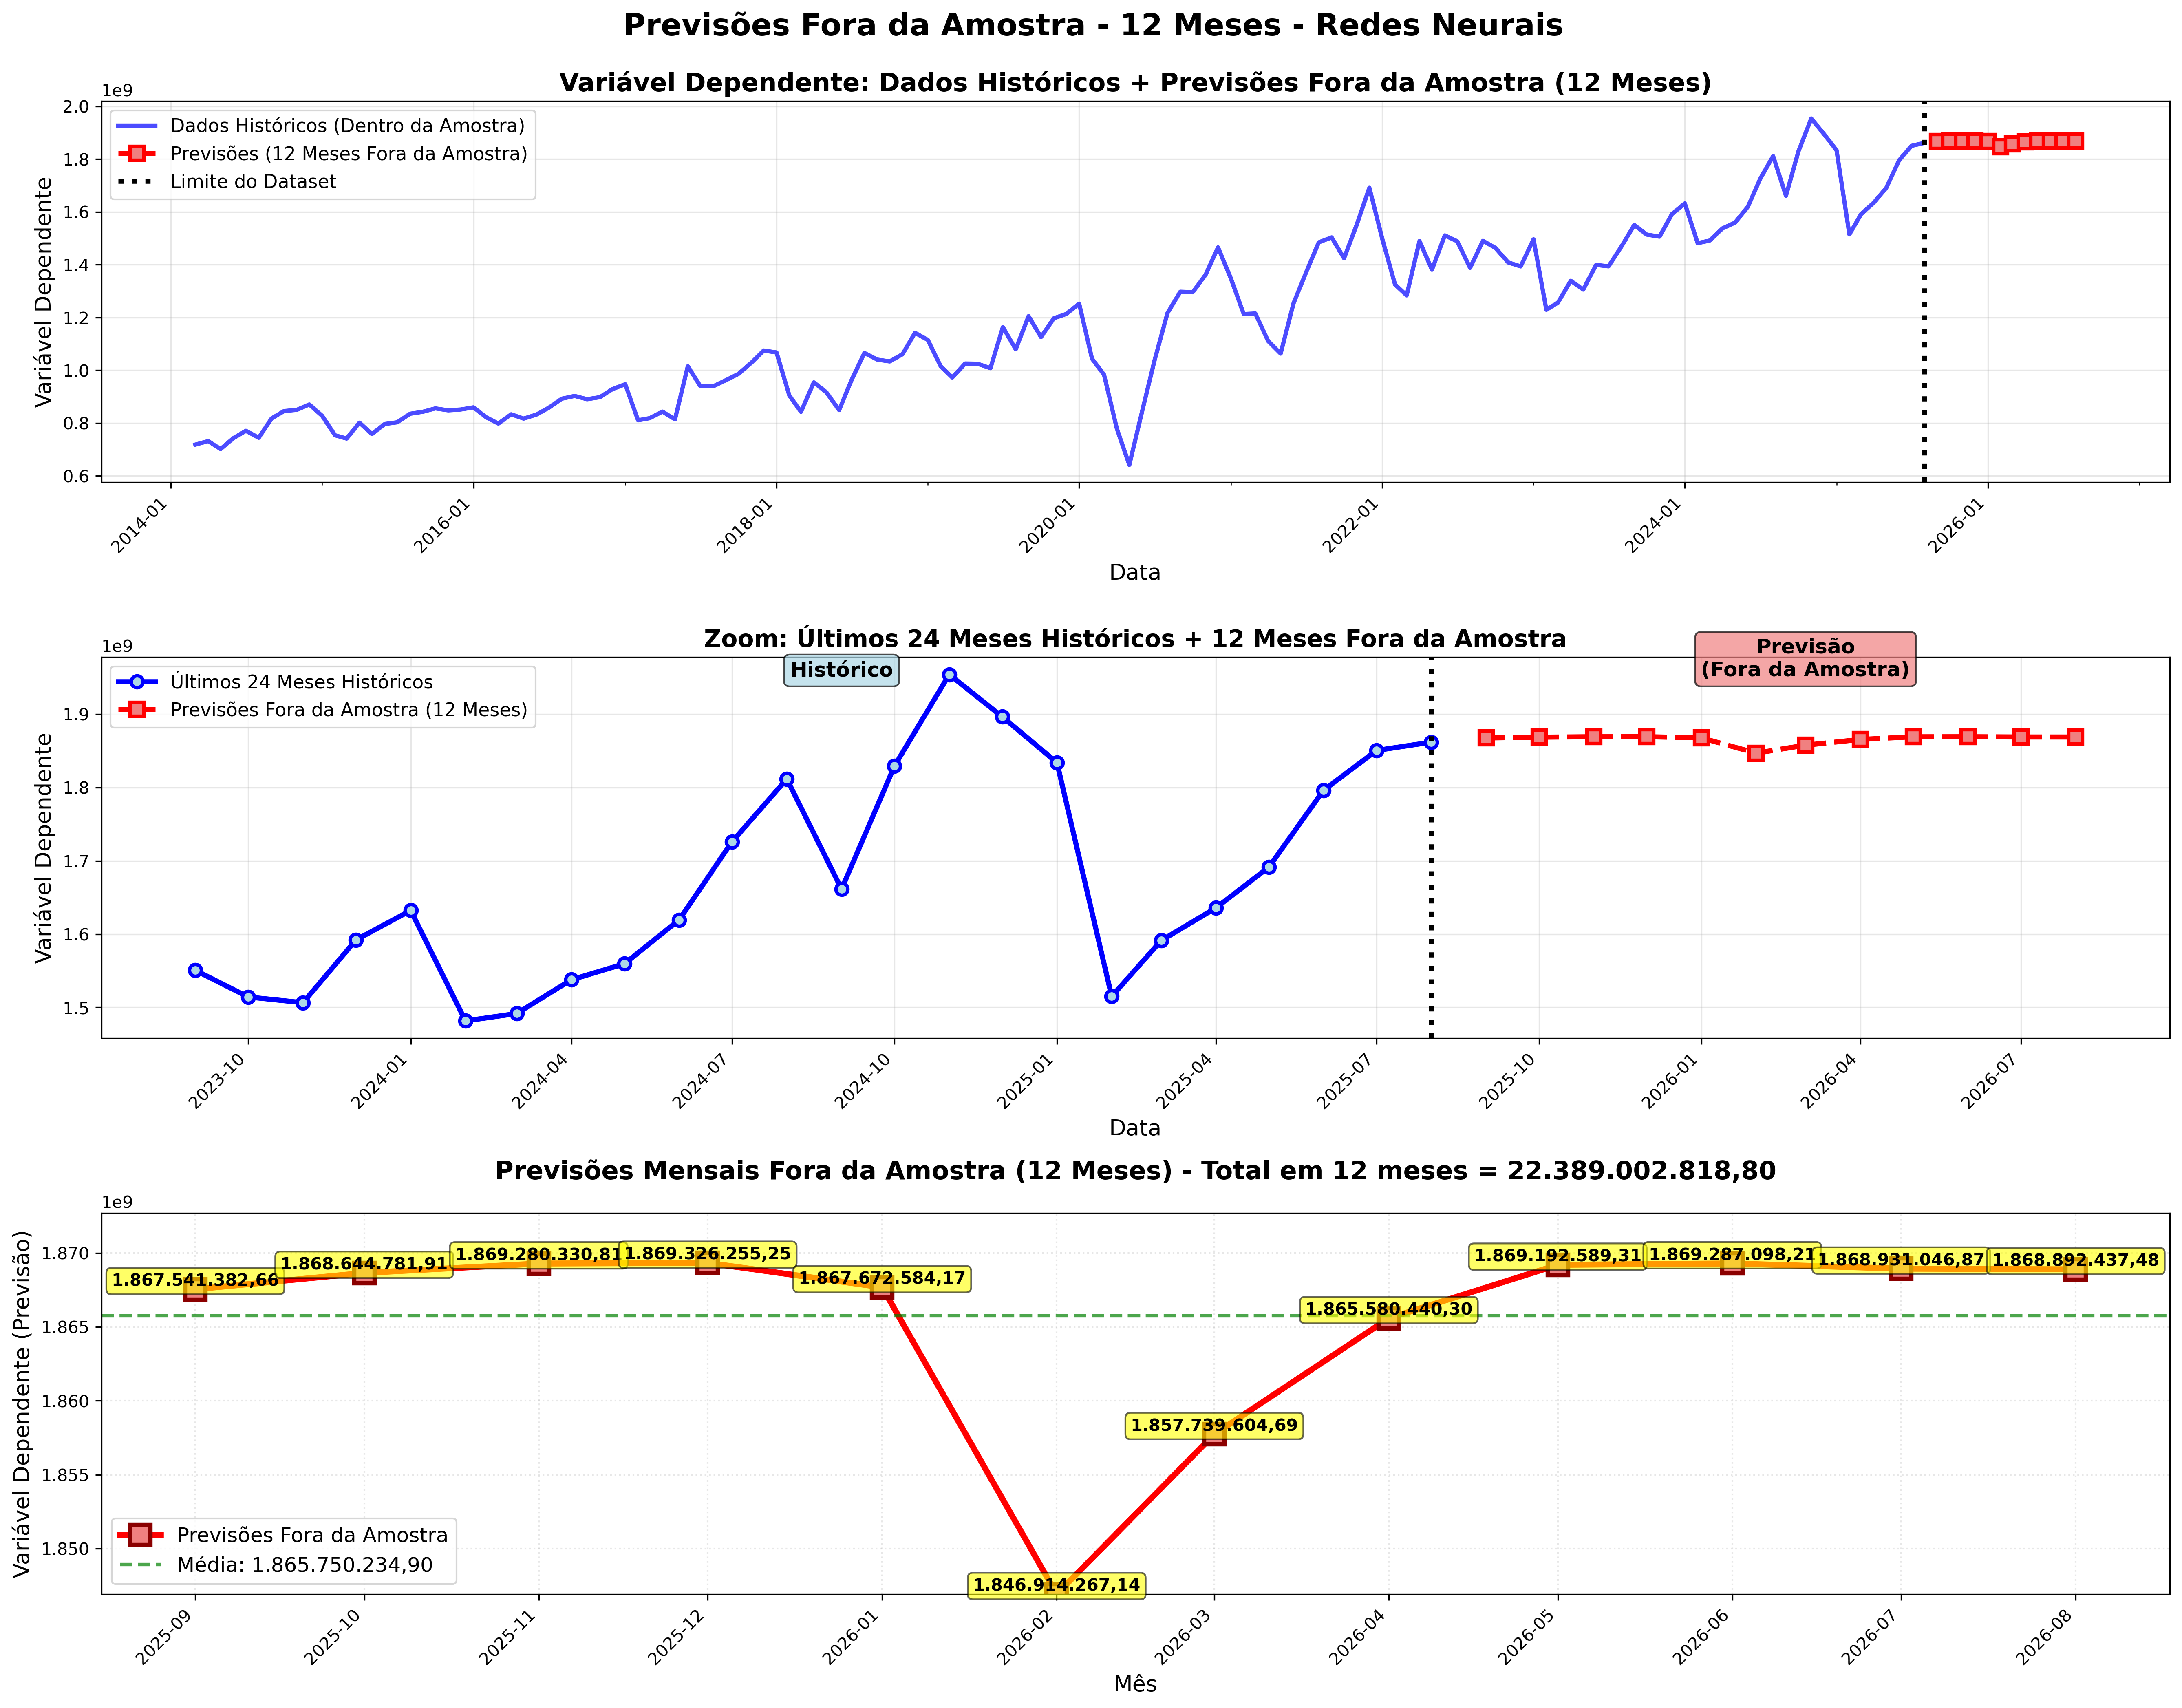 Previsões Fora da Amostra - 12 Meses - Redes Neurais
Variável Dependente: Dados Históricos + Previsões Fora da Amostra (12 Meses)
1e9
Dados Históricos (Dentro da Amostra)
Previsões (12 Meses Fora da Amostra)
Limite do Dataset
Variável Dependente
2.0
1.8
1.6
1.4
1.2
1.0
0.8
0.6
2014-01
2016-01
2018-01
2020-01
2022-01
2024-01
2026-01
Data
Zoom: Últimos 24 Meses Históricos + 12 Meses Fora da Amostra
1e9
Últimos 24 Meses Históricos
Previsões Fora da Amostra (12 Meses)
Histórico
Previsão
(Fora da Amostra)
Variável Dependente
1.9
1.8
1.7
1.6
1.5
2023-10
2024-01
2024-04
2024-07
2024-10
2025-01
2025-04
2025-07
2025-10
2026-01
2026-04
2026-07
Data
Previsões Mensais Fora da Amostra (12 Meses) - Total em 12 meses = 22.389.002.818,80
1e9
Variável Dependente (Previsão)
1.870
1.865
1.860
1.855
1.850
1.867.541.382,66
1.868.644.781,91
1.869.280.330,81
1.869.326.255,25
1.867.672.584,17
1.846.914.267,14
1.857.739.604,69
1.865.580.440,30
1.869.192.589,31
1.869.287.098,21
1.868.931.046,87
1.868.892.437,48
Previsões Fora da Amostra
Média: 1.865.750.234,90
2025-09
2025-10
2025-11
2025-12
2026-01
2026-02
2026-03
2026-04
2026-05
2026-06
2026-07
2026-08
Mês